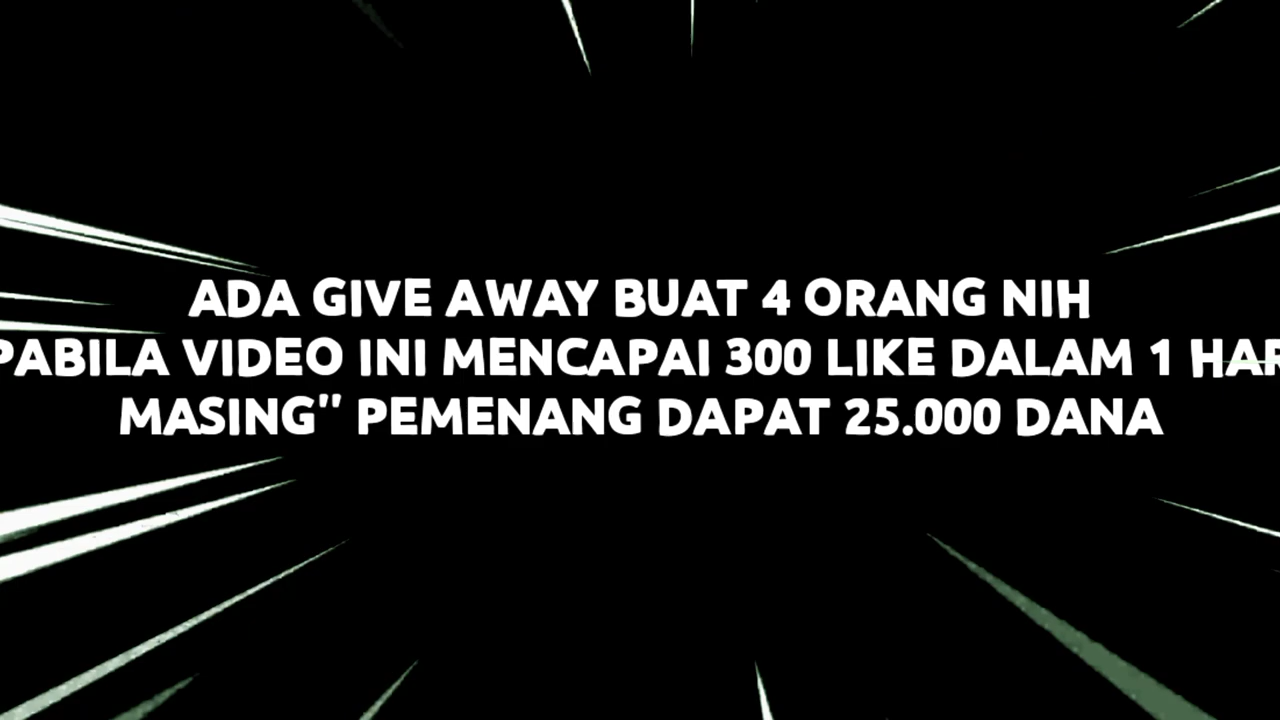 ADA GIVE AWAY BUAT 4 ORANG NIH
PABILA VIDEO INI MENCAPAI 300 LIKE DALAM 1 HAR
MASING" PEMENANG DAPAT 25.000 DANA